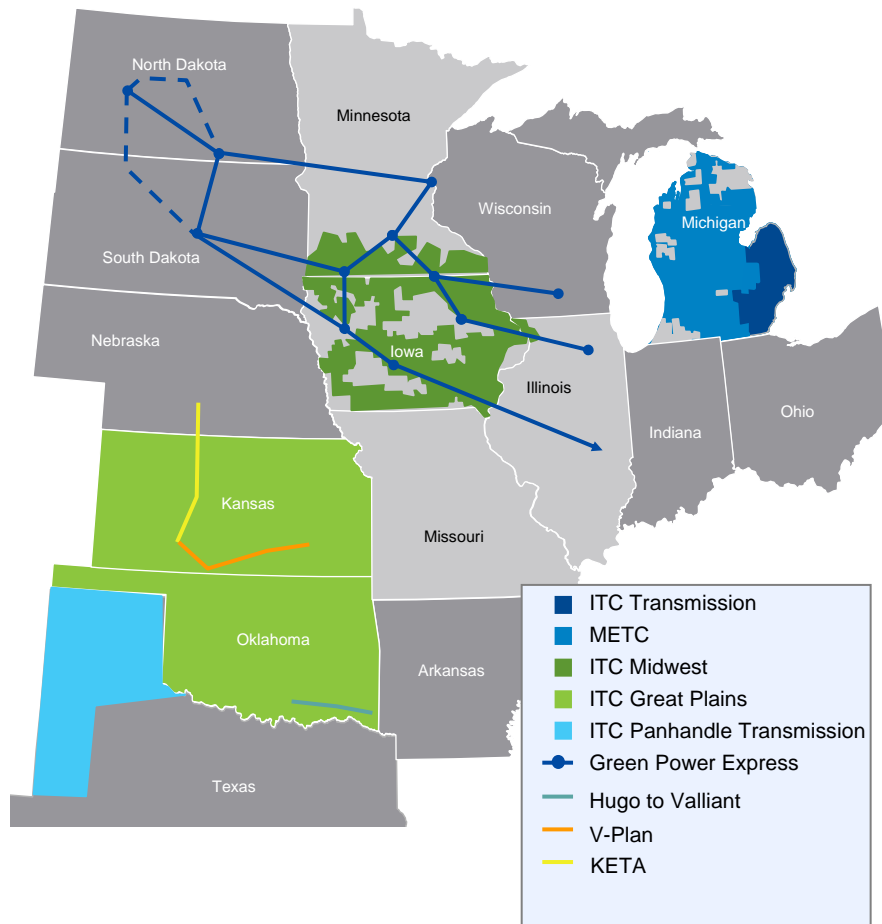 North Dakota
Minnesota
Wisconsin
Michigan
South Dakota
Nebraska
Iowa
Illinois
Indiana
Ohio
Kansas
Missouri
Oklahoma
Arkansas
Texas
ITC Transmission
METC
ITC Midwest
ITC Great Plains
ITC Panhandle Transmission
Green Power Express
Hugo to Valliant
V-Plan
KETA